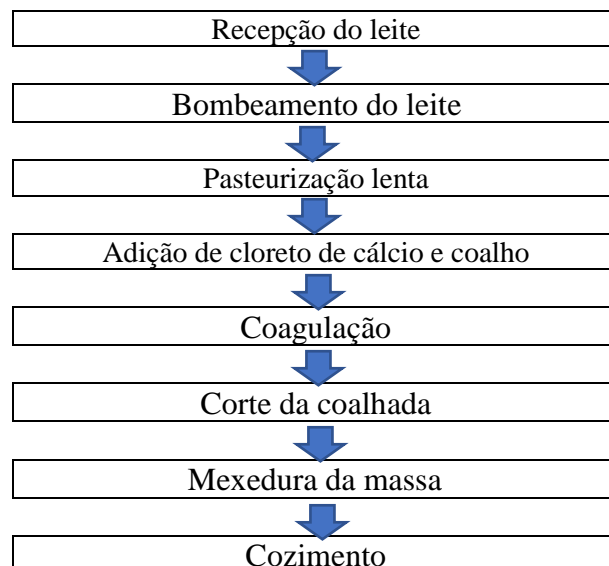 Recepção do leite
Bombeamento do leite
Pasteurização lenta
Adição de cloreto de cálcio e coalho
Coagulação
Corte da coalhada
Mexedura da massa
Cozimento